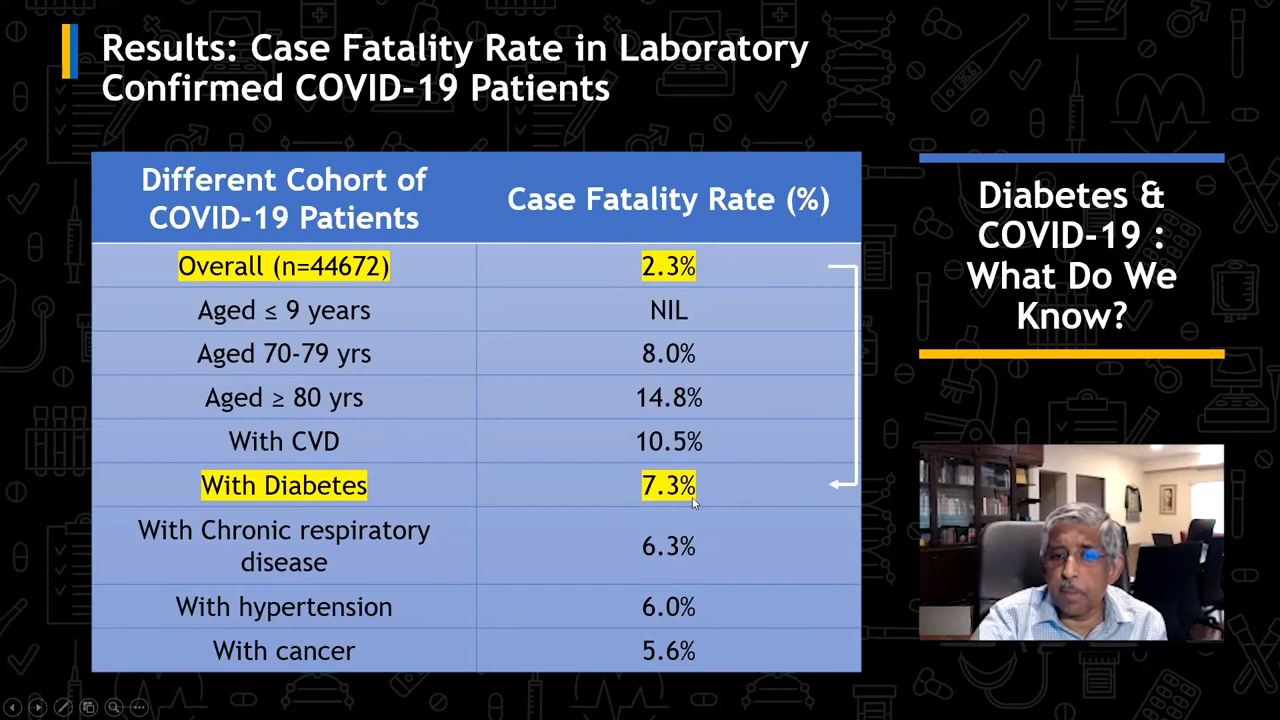 Results: Case Fatality Rate in Laboratory
Confirmed COVID-19 Patients
Different Cohort of
COVID-19 Patients
Case Fatality Rate (%)
Overall (n=44672)
2.3%
Aged ≤ 9 years
NIL
Aged 70-79 yrs
8.0%
Aged ≥ 80 yrs
14.8%
With CVD
10.5%
With Diabetes
7.3%
With Chronic respiratory
disease
6.3%
With hypertension
6.0%
With cancer
5.6%
Diabetes &
COVID-19 :
What Do We
Know?